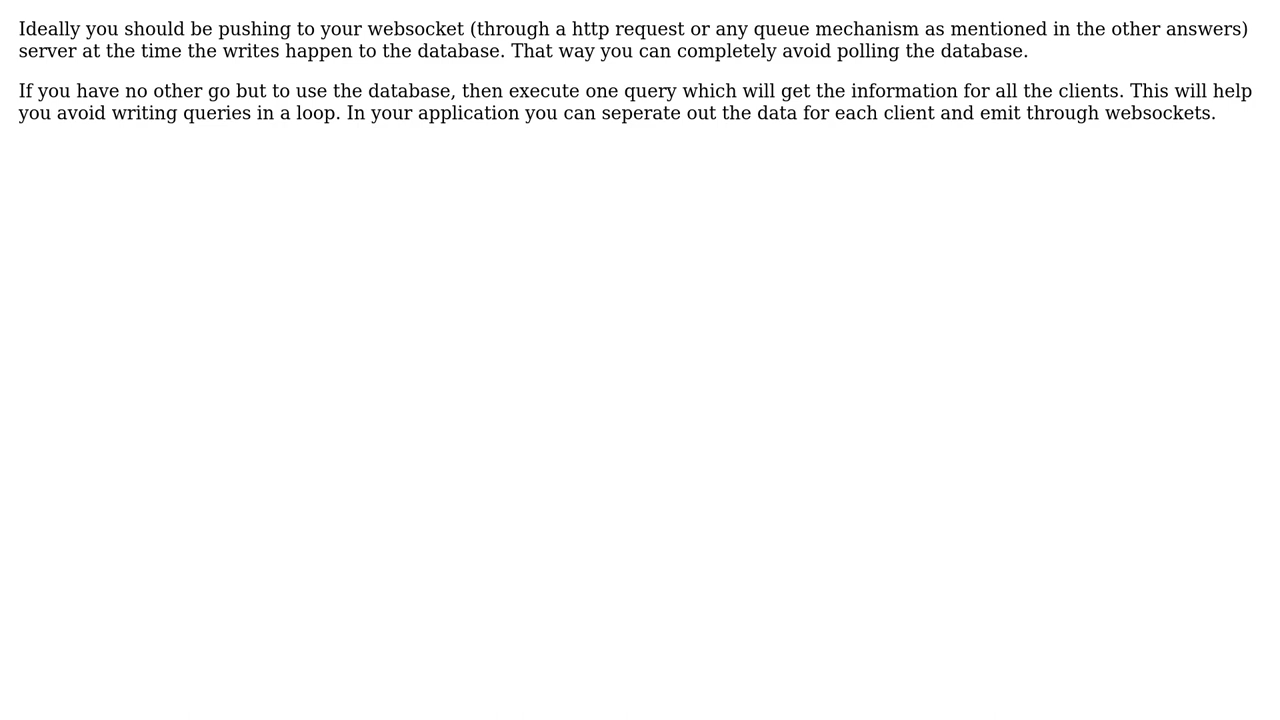 Ideally you should be pushing to your websocket (through a http request or any queue mechanism as mentioned in the other answers)
server at the time the writes happen to the database. That way you can completely avoid polling the database.
If you have no other go but to use the database, then execute one query which will get the information for all the clients. This will help
you avoid writing queries in a loop. In your application you can seperate out the data for each client and emit through websockets.